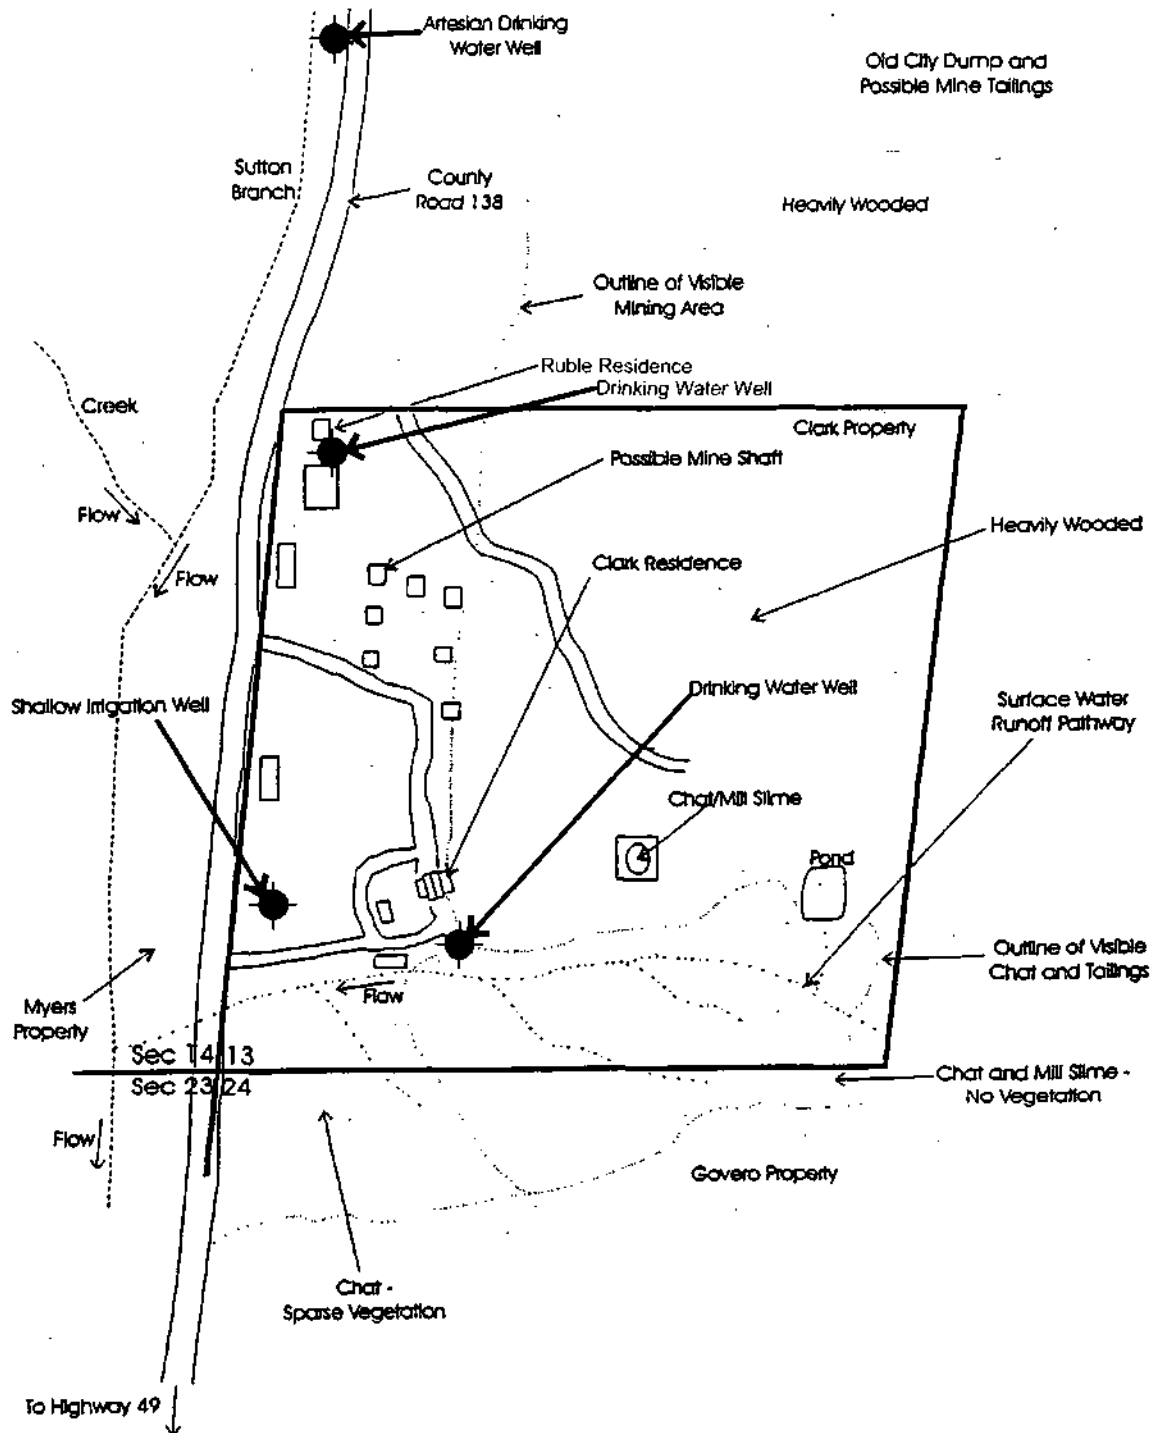 Artesian Drinking
Water Well
Old City Dump and
Possible Mine Tailings
Sutton
Branch
County
Road 138
Heavily Wooded
Outline of Visible
Mining Area
Ruble Residence
Drinking Water Well
Creek
Clark Property
Possible Mine Shaft
Flow
Heavily Wooded
Clark Residence
Flow
Shallow Irrigation Well
Drinking Water Well
Surface Water
Runoff Pathway
Chat/Mill Slime
Pond
Outline of Visible
Chat and Tailings
Flow
Myers
Property
Sec 14 13
Sec 23 24
Chat and Mill Slime -
No Vegetation
Flow
Govero Property
Chat -
Sparse Vegetation
To Highway 49